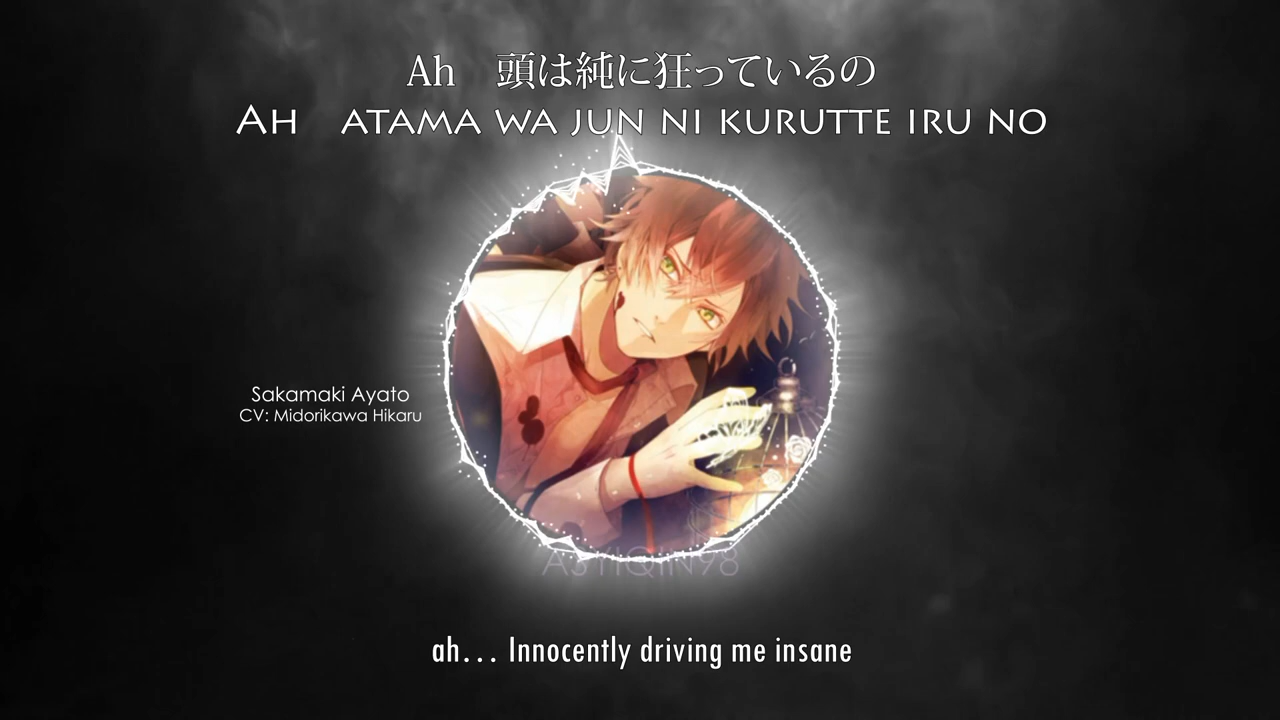 Ah　頭は純に狂っているの
Ah atama wa jun ni kurutte iru no
Sakamaki Ayato
CV: Midorikawa Hikaru
ASTIQIN98
ah… Innocently driving me insane